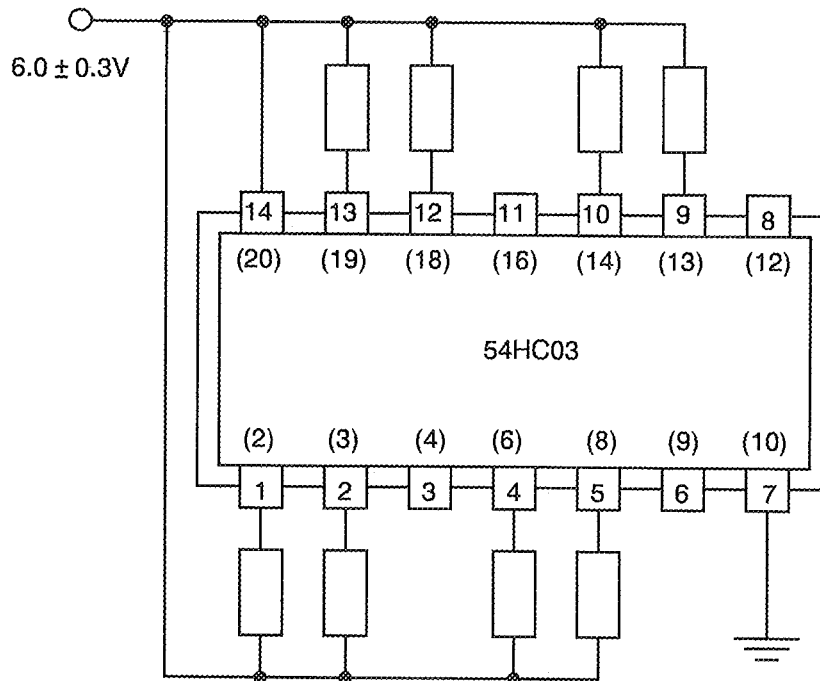 6.0 ± 0.3V
14 13 12 11 10 9 8
(20) (19) (18) (16) (14) (13) (12)
54HC03
(2) (3) (4) (6) (8) (9) (10)
1 2 3 4 5 6 7